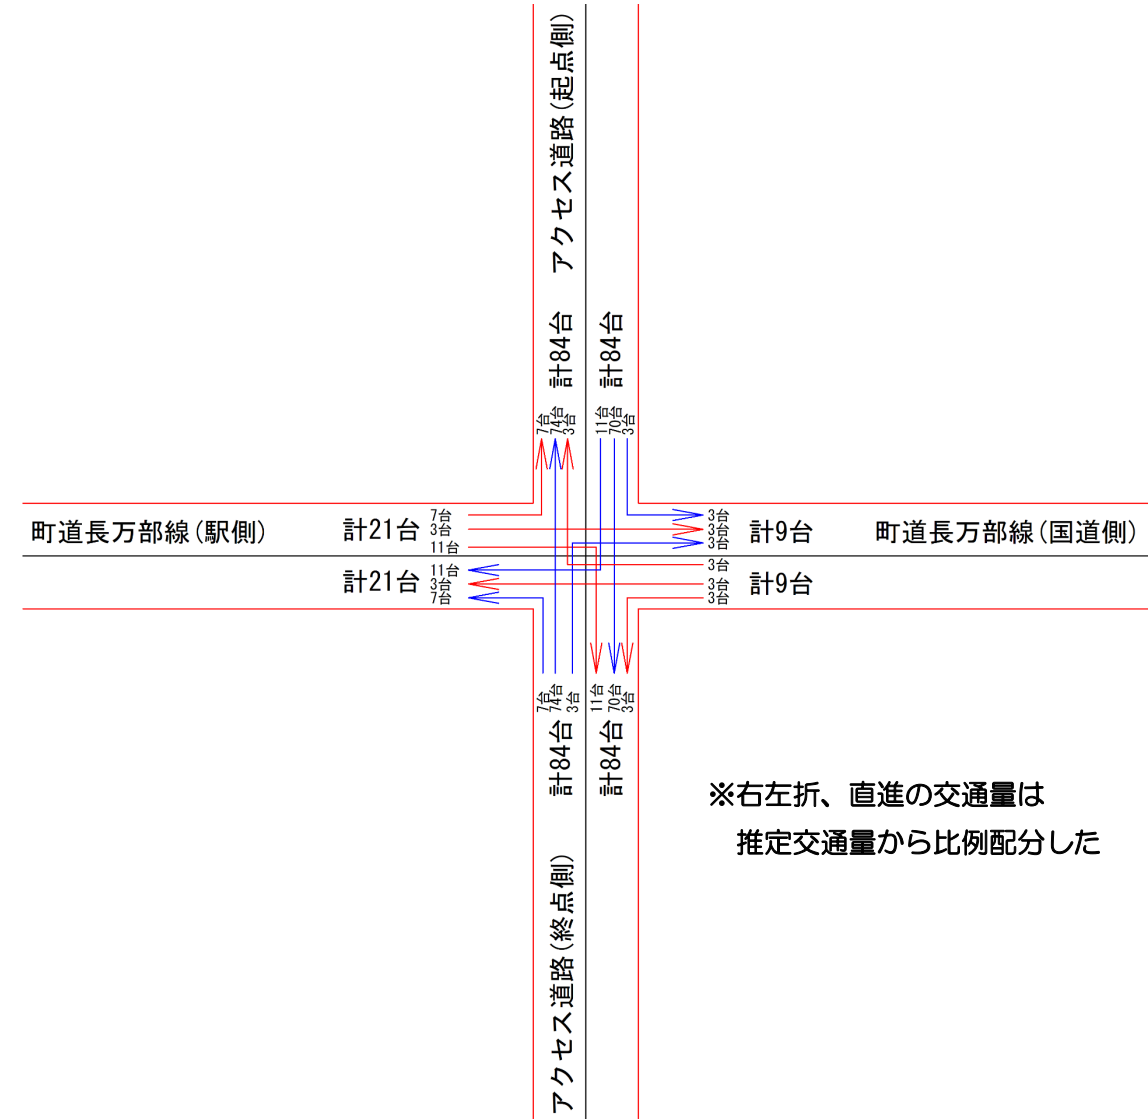 アクセス道路(起点側)
計84台
計84台
7台
74台
3台
11台
70台
3台
町道長万部線(駅側)
計21台
7台
3台
11台
計21台
11台
3台
7台
3台
3台
3台
計9台
町道長万部線(国道側)
3台
3台
3台
計9台
7台
74台
3台
11台
70台
3台
計84台
計84台
アクセス道路(終点側)
※右左折、直進の交通量は
推定交通量から比例配分した